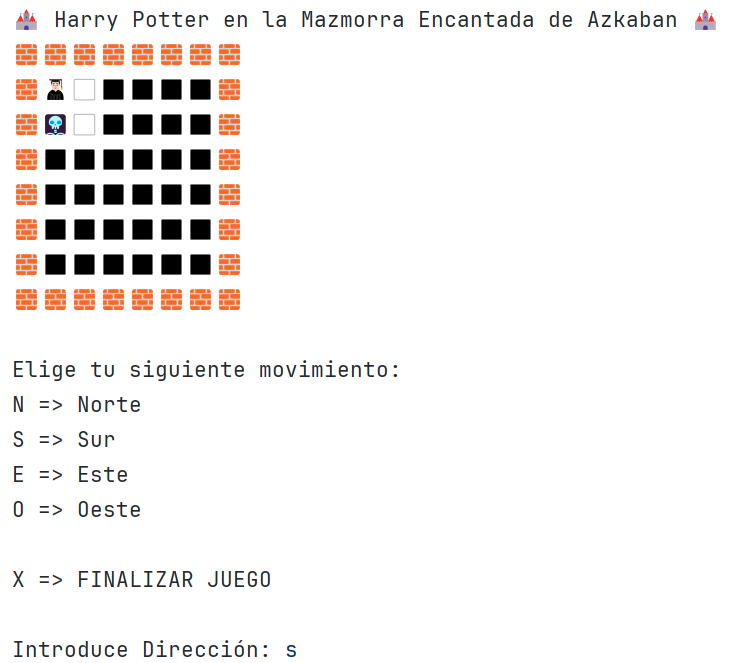 Harry Potter en la Mazmorra Encantada de Azkaban
Elige tu siguiente movimiento:
N => Norte
S => Sur
E => Este
O => Oeste
X => FINALIZAR JUEGO
Introduce Dirección: s